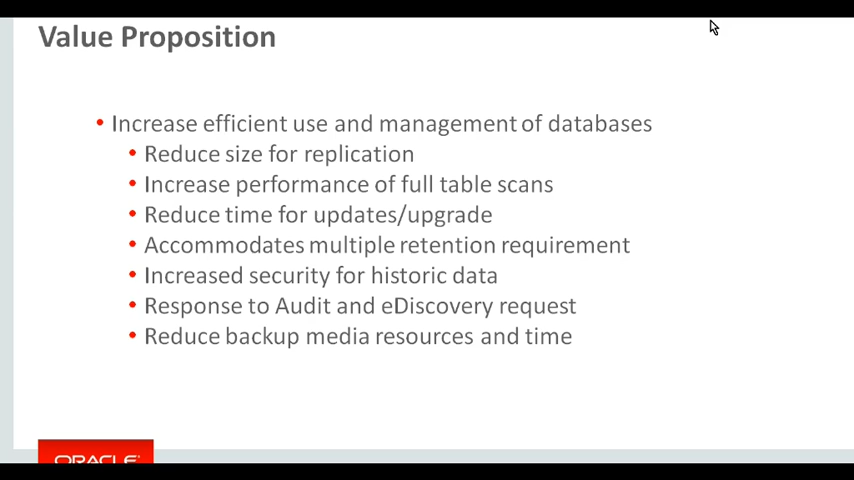 Value Proposition
• Increase efficient use and management of databases
• Reduce size for replication
• Increase performance of full table scans
• Reduce time for updates/upgrade
• Accommodates multiple retention requirement
• Increased security for historic data
• Response to Audit and eDiscovery request
• Reduce backup media resources and time
ORACLE